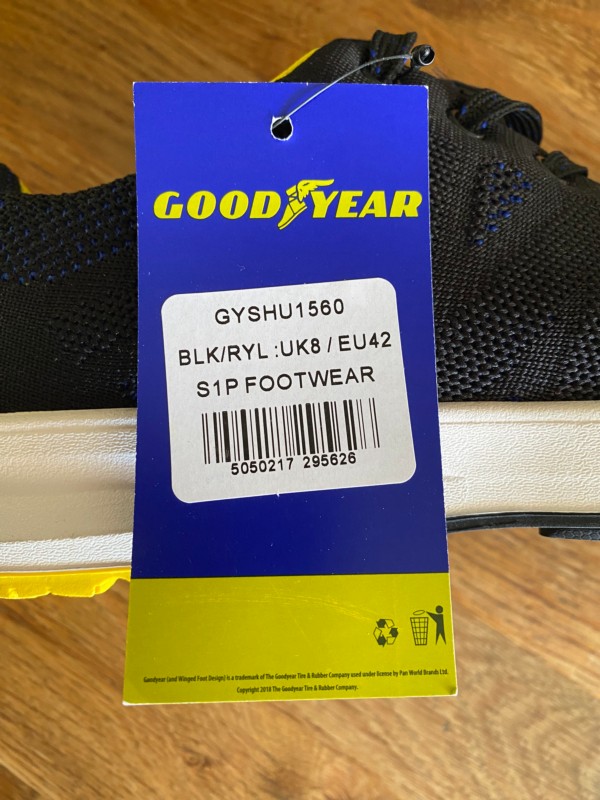 GOODYEAR
GYSHU1560
BLK/RYL :UK8 / EU42
S1P FOOTWEAR
5050217 295626
Goodyear (and Winged Foot Design) is a trademark of The Goodyear Tire & Rubber Company used under license by Pan World Brands Ltd.
Copyright 2018 The Goodyear Tire & Rubber Company.